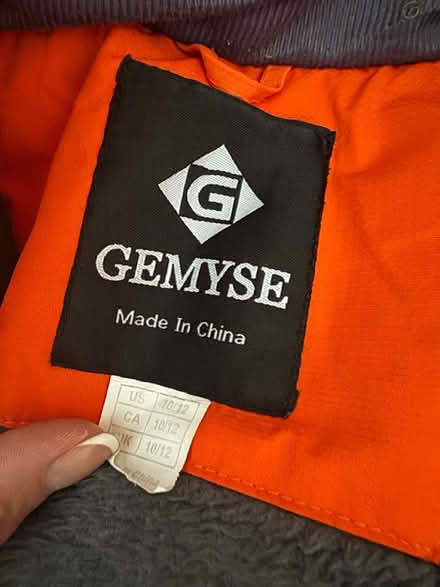 G
GEMYSE
Made In China
US 10/12
CA 10/12
UK 10/12